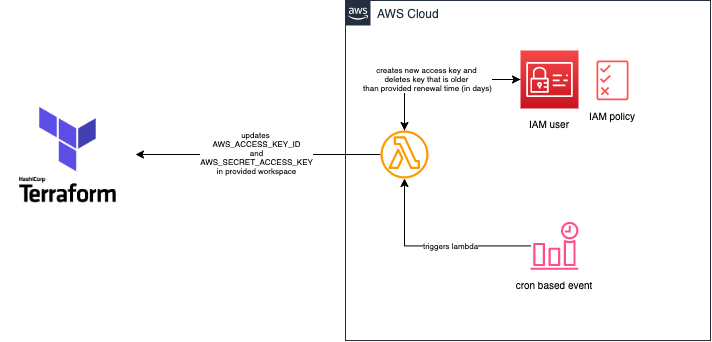 aws
AWS Cloud
creates new access key and
deletes key that is older
than provided renewal time (in days)
IAM user
IAM policy
updates
AWS_ACCESS_KEY_ID
and
AWS_SECRET_ACCESS_KEY
in provided workspace
HashiCorp
Terraform
triggers lambda
cron based event